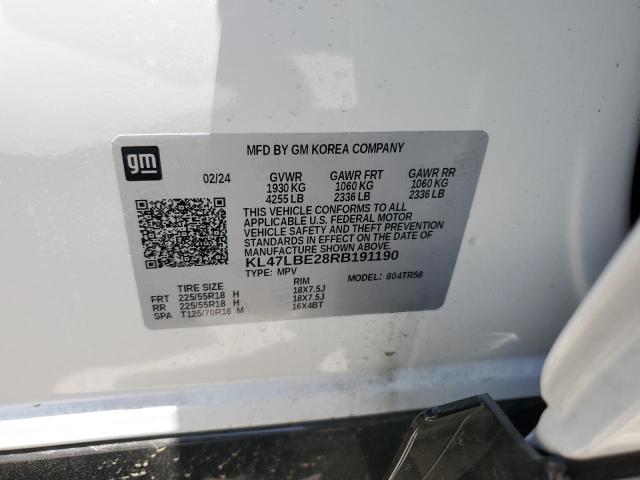 gm
MFD BY GM KOREA COMPANY
02/24 GVWR GAWR FRT GAWR RR
1930 KG 1060 KG 1060 KG
4255 LB 2336 LB 2336 LB
THIS VEHICLE CONFORMS TO ALL
APPLICABLE U.S. FEDERAL MOTOR
VEHICLE SAFETY AND THEFT PREVENTION
STANDARDS IN EFFECT ON THE DATE OF
MANUFACTURE SHOWN ABOVE.
KL47LBE28RB191190
TYPE: MPV MODEL: 804TR58
TIRE SIZE RIM
FRT 225/55R18 H 18X7.5J
RR 225/55R18 H 18X7.5J
SPA T125/70R16 M 16X4BT